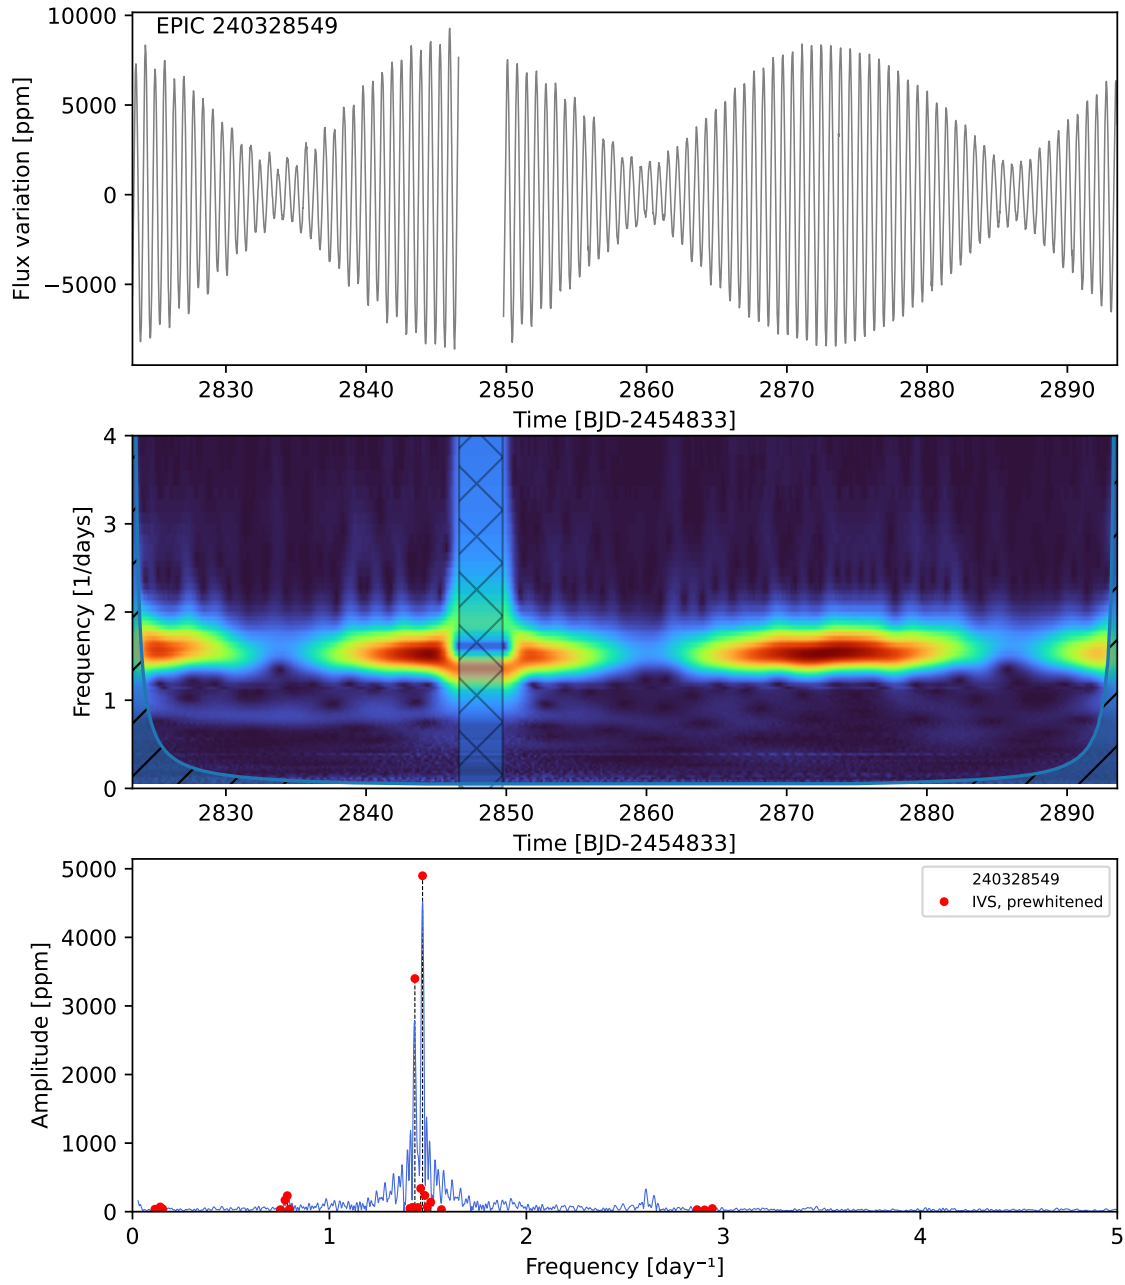 EPIC 240328549
10000
5000
0
−5000
Flux variation [ppm]
2830 2840 2850 2860 2870 2880 2890
Time [BJD-2454833]
4
3
2
1
0
Frequency [1/days]
2830 2840 2850 2860 2870 2880 2890
Time [BJD-2454833]
5000
4000
3000
2000
1000
0
Amplitude [ppm]
240328549
IVS, prewhitened
0 1 2 3 4 5
Frequency [day⁻¹]